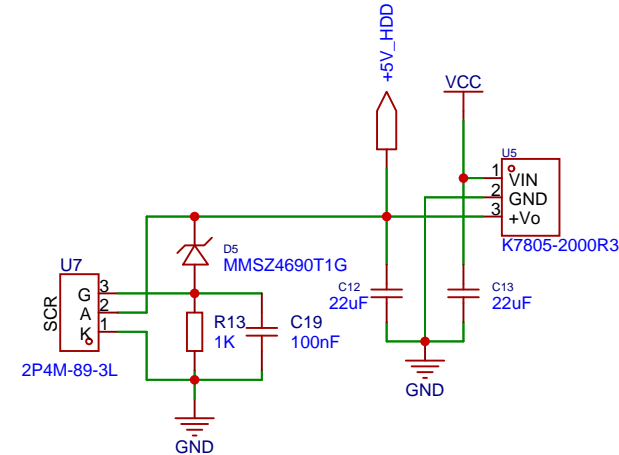 +5V_HDD
VCC
U5
1 VIN
2 GND
3 +Vo
K7805-2000R3
D5
MMSZ4690T1G
U7
SCR
3 G
2 A
1 K
2P4M-89-3L
R13
1K
C19
100nF
C12
22uF
C13
22uF
GND
GND